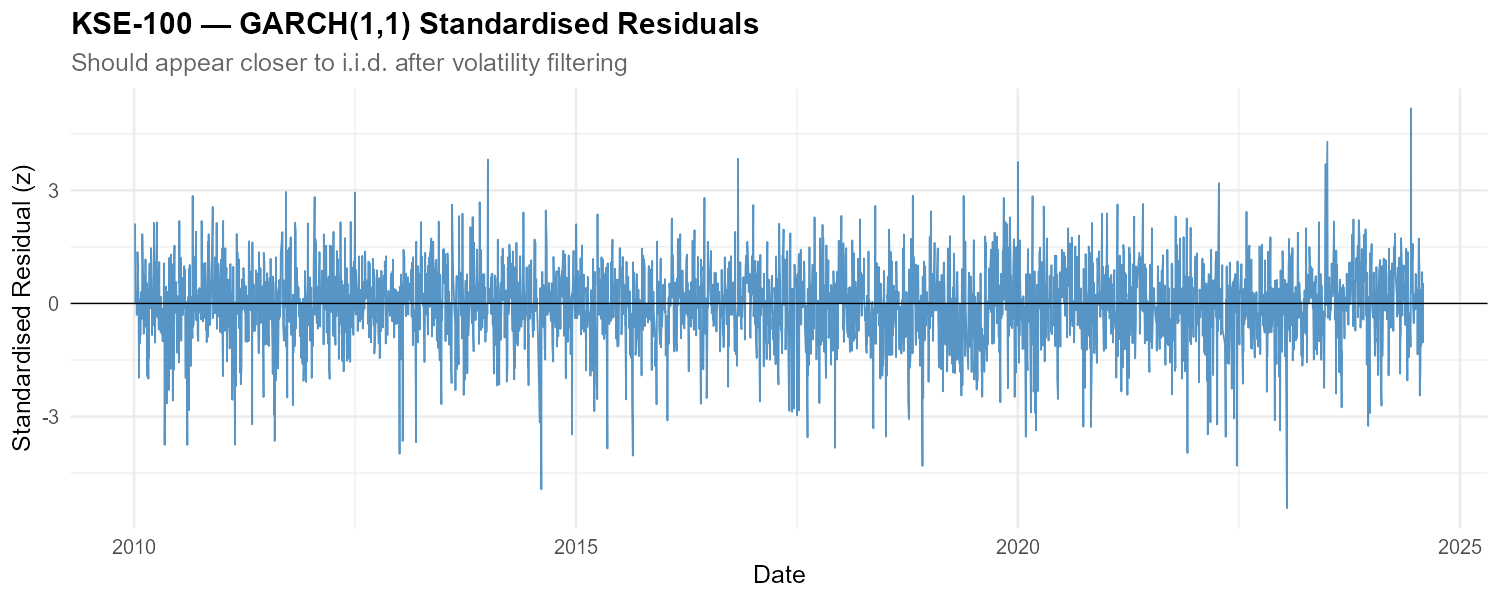 KSE-100 — GARCH(1,1) Standardised Residuals
Should appear closer to i.i.d. after volatility filtering
Standardised Residual (z)
3
0
-3
2010
2015
2020
2025
Date